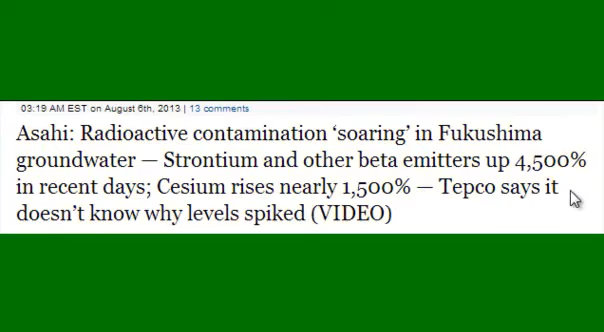 03:19 AM EST on August 6th, 2013 | 13 comments
Asahi: Radioactive contamination ‘soaring’ in Fukushima
groundwater — Strontium and other beta emitters up 4,500%
in recent days; Cesium rises nearly 1,500% — Tepco says it
doesn’t know why levels spiked (VIDEO)